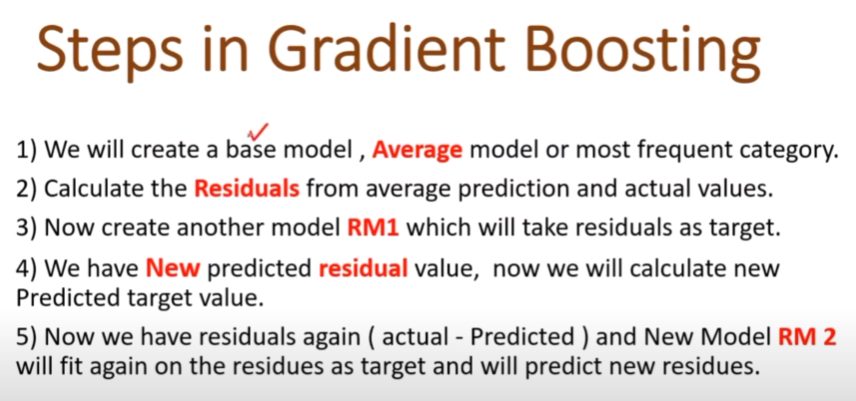 Steps in Gradient Boosting
1) We will create a base model , Average model or most frequent category.
2) Calculate the Residuals from average prediction and actual values.
3) Now create another model RM1 which will take residuals as target.
4) We have New predicted residual value, now we will calculate new
Predicted target value.
5) Now we have residuals again ( actual - Predicted ) and New Model RM 2
will fit again on the residues as target and will predict new residues.